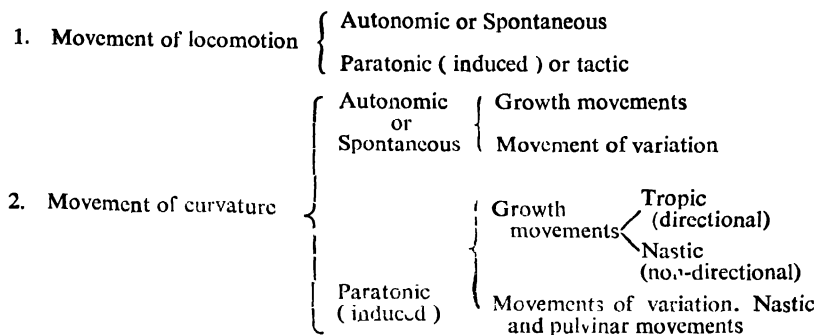 1. Movement of locomotion
Autonomic or Spontaneous
Paratonic ( induced ) or tactic
2. Movement of curvature
Autonomic
or
Spontaneous
Growth movements
Movement of variation
Paratonic
( induced )
Growth
movements
Tropic
(directional)
Nastic
(non-directional)
Movements of variation. Nastic
and pulvinar movements